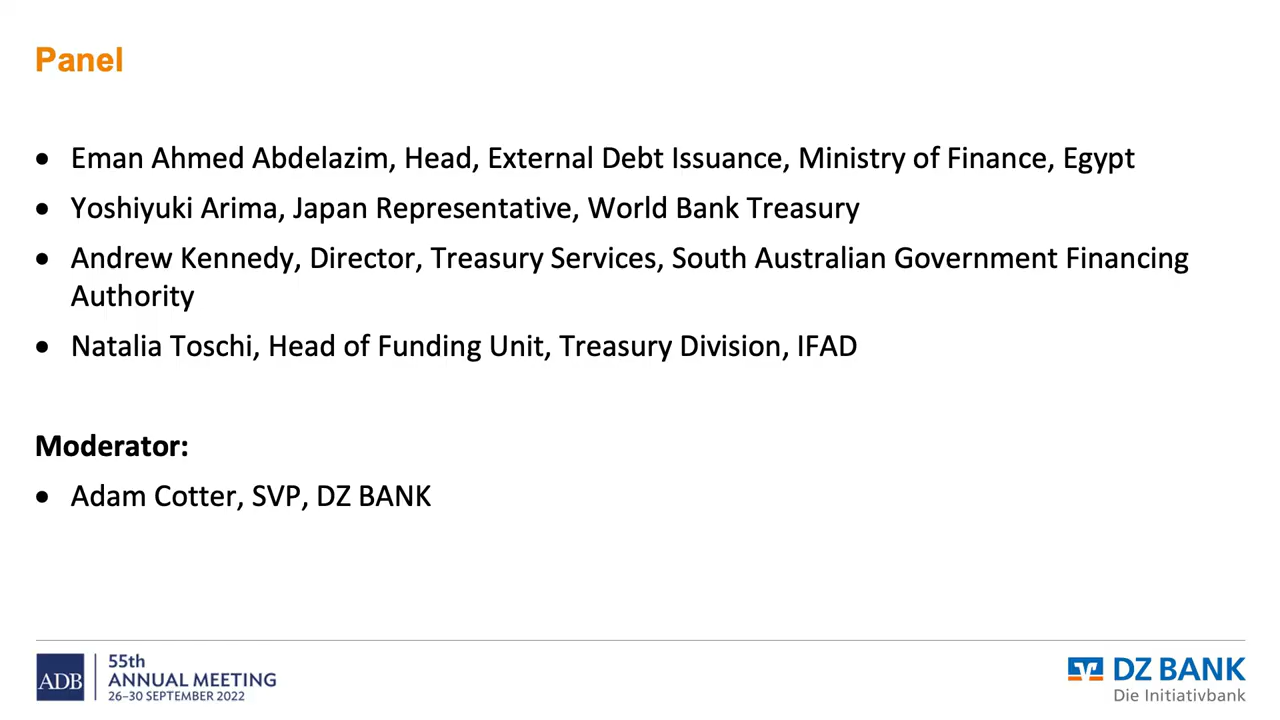 Panel
• Eman Ahmed Abdelazim, Head, External Debt Issuance, Ministry of Finance, Egypt
• Yoshiyuki Arima, Japan Representative, World Bank Treasury
• Andrew Kennedy, Director, Treasury Services, South Australian Government Financing
Authority
• Natalia Toschi, Head of Funding Unit, Treasury Division, IFAD
Moderator:
• Adam Cotter, SVP, DZ BANK
ADB
55th
ANNUAL MEETING
26–30 SEPTEMBER 2022
DZ BANK
Die Initiativbank